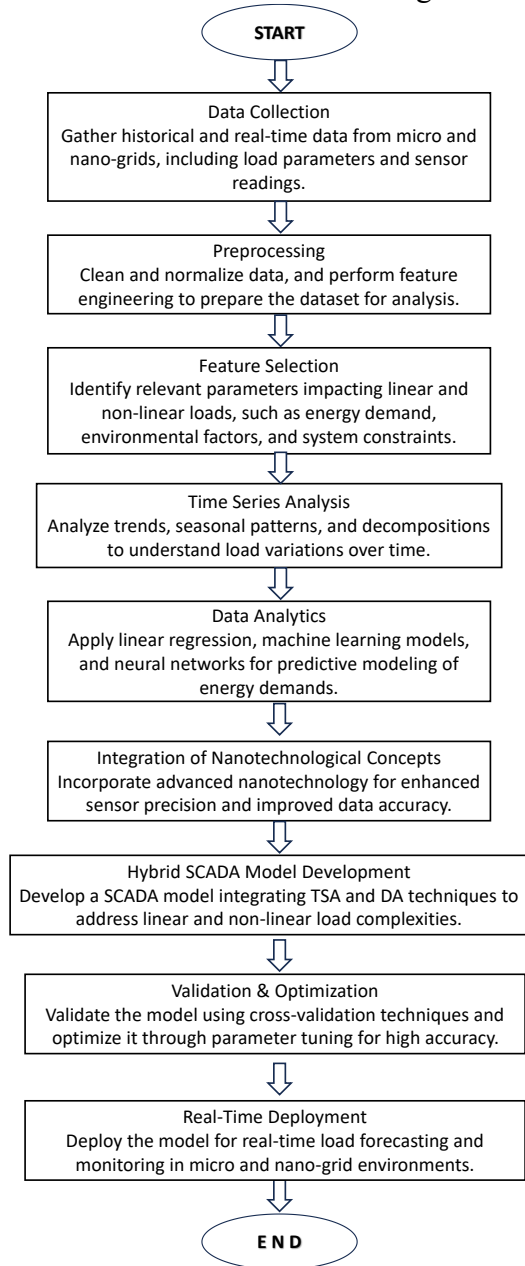 START
Data Collection
Gather historical and real-time data from micro and
nano-grids, including load parameters and sensor
readings.
Preprocessing
Clean and normalize data, and perform feature
engineering to prepare the dataset for analysis.
Feature Selection
Identify relevant parameters impacting linear and
non-linear loads, such as energy demand,
environmental factors, and system constraints.
Time Series Analysis
Analyze trends, seasonal patterns, and decompositions
to understand load variations over time.
Data Analytics
Apply linear regression, machine learning models,
and neural networks for predictive modeling of
energy demands.
Integration of Nanotechnological Concepts
Incorporate advanced nanotechnology for enhanced
sensor precision and improved data accuracy.
Hybrid SCADA Model Development
Develop a SCADA model integrating TSA and DA techniques to
address linear and non-linear load complexities.
Validation & Optimization
Validate the model using cross-validation techniques and
optimize it through parameter tuning for high accuracy.
Real-Time Deployment
Deploy the model for real-time load forecasting and
monitoring in micro and nano-grid environments.
E N D